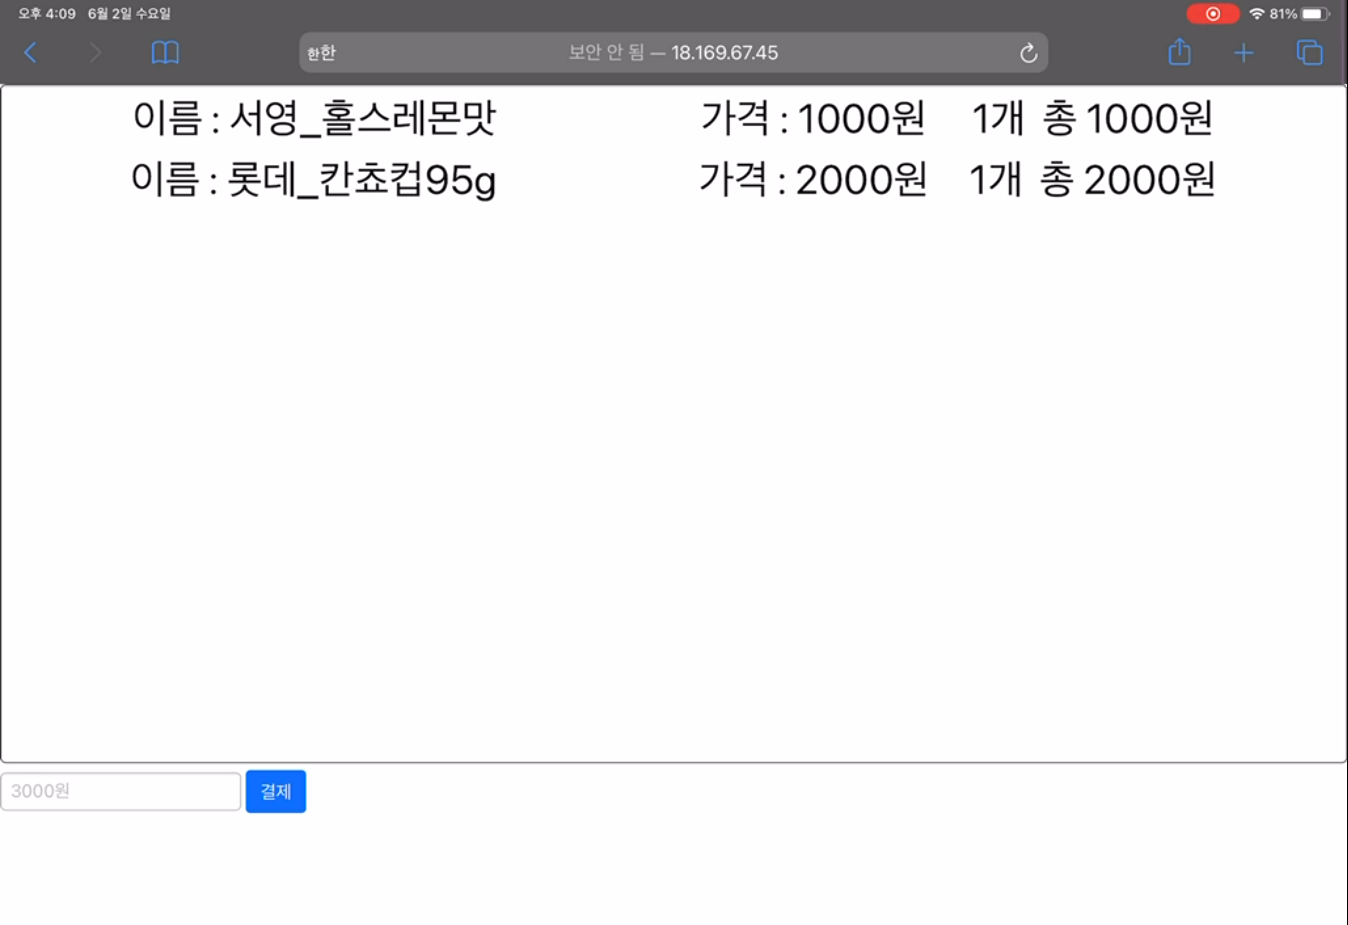 오후 4:09 6월 2일 수요일 81%
한한 보안 안 됨 — 18.169.67.45
이름 : 서영_홀스레몬맛 가격 : 1000원 1개 총 1000원
이름 : 롯데_칸쵸컵95g 가격 : 2000원 1개 총 2000원
3000원 결제